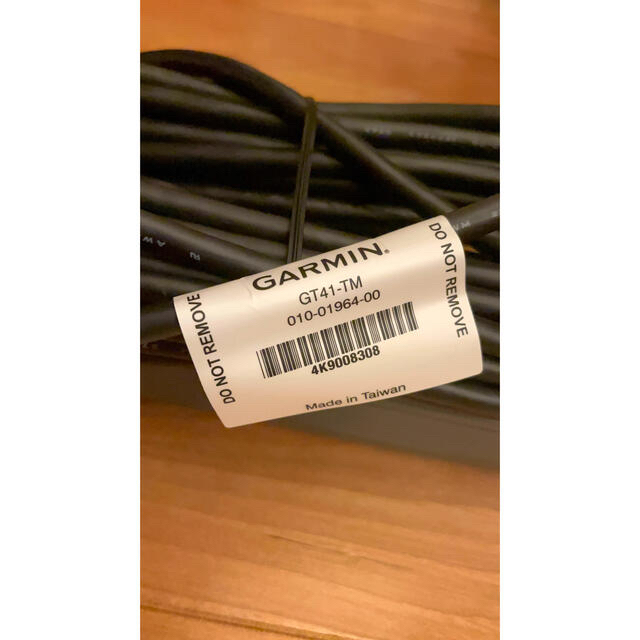 GARMIN®
GT41-TM
010-01964-00
4K9008308
Made in Taiwan
DO NOT REMOVE
DO NOT REMOVE